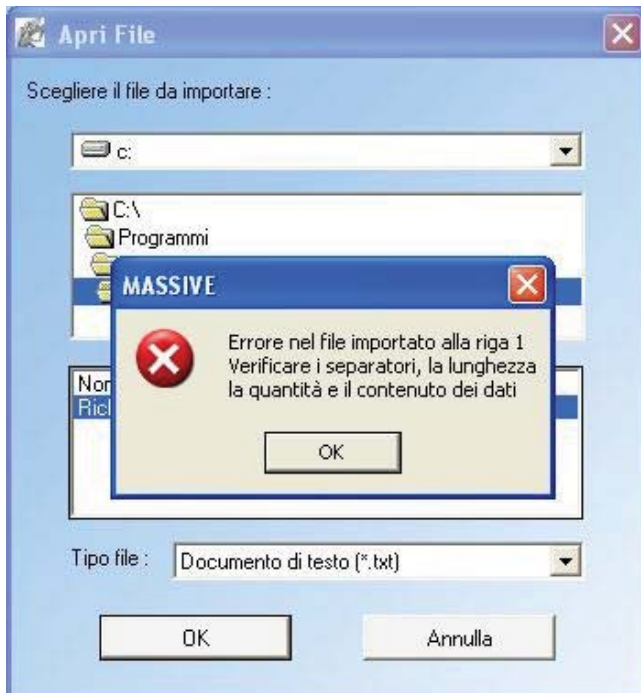 Apri File
Scegliere il file da importare :
c:
C:\
Programmi
MASSIVE
Errore nel file importato alla riga 1
Verificare i separatori, la lunghezza
la quantità e il contenuto dei dati
OK
Tipo file :
Documento di testo (*.txt)
OK
Annulla